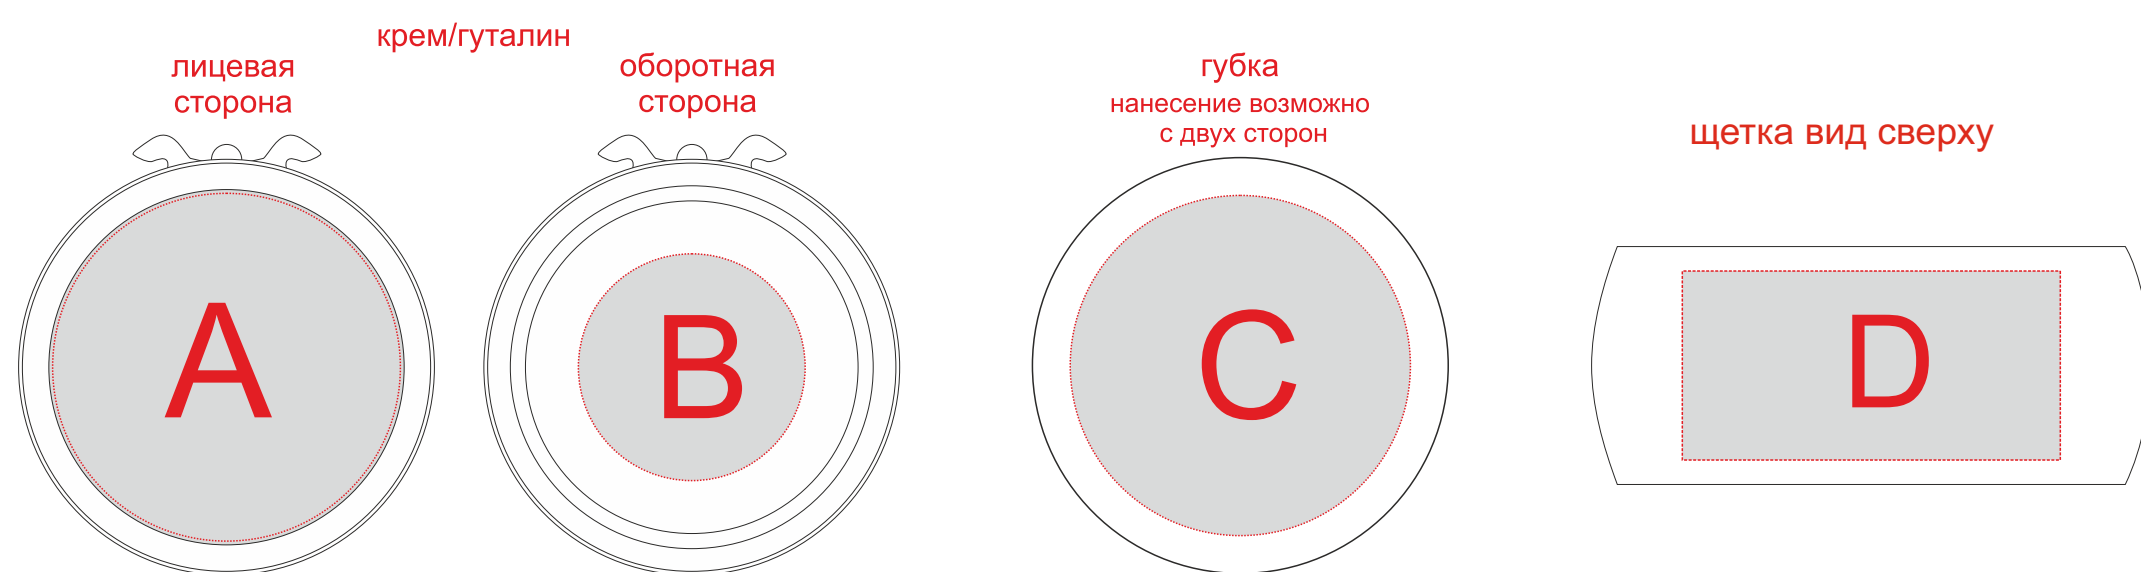 крем/гуталин
лицевая
сторона
оборотная
сторона
губка
нанесение возможно
с двух сторон
щетка вид сверху
A
B
C
D